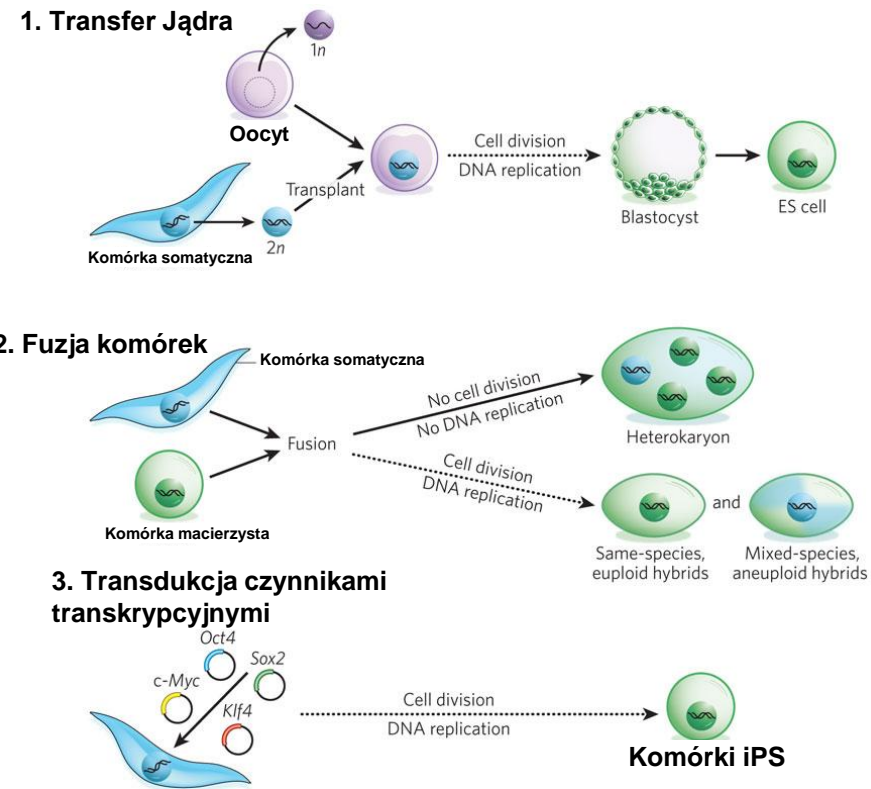 1. Transfer Jądra
1n
Oocyt
Cell division
DNA replication
Transplant
Blastocyst
ES cell
2n
Komórka somatyczna
2. Fuzja komórek
Komórka somatyczna
No cell division
No DNA replication
Heterokaryon
Fusion
Cell division
DNA replication
Komórka macierzysta
and
Same-species,
euploid hybrids
Mixed-species,
aneuploid hybrids
3. Transdukcja czynnikami
transkrypcyjnymi
Oct4
Sox2
c-Myc
Klf4
Cell division
DNA replication
Komórki iPS